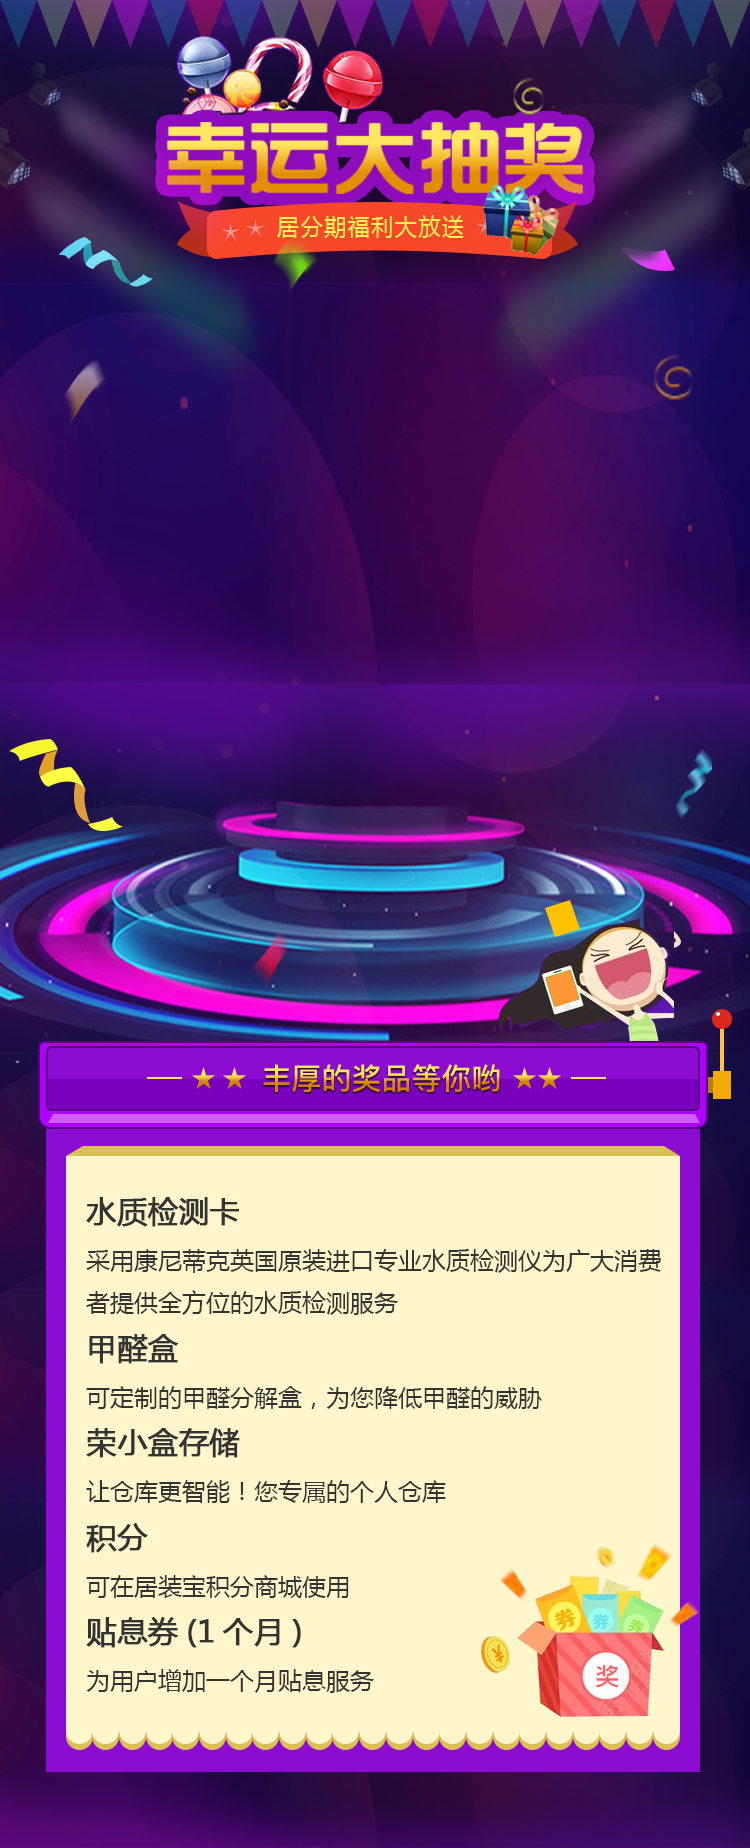 幸运大抽奖
居分期福利大放送
丰厚的奖品等你哟
水质检测卡
采用康尼蒂克英国原装进口专业水质检测仪为广大消费
者提供全方位的水质检测服务
甲醛盒
可定制的甲醛分解盒，为您降低甲醛的威胁
荣小盒存储
让仓库更智能！您专属的个人仓库
积分
可在居装宝积分商城使用
贴息券 (1 个月 )
为用户增加一个月贴息服务
券
券
券
¥
奖